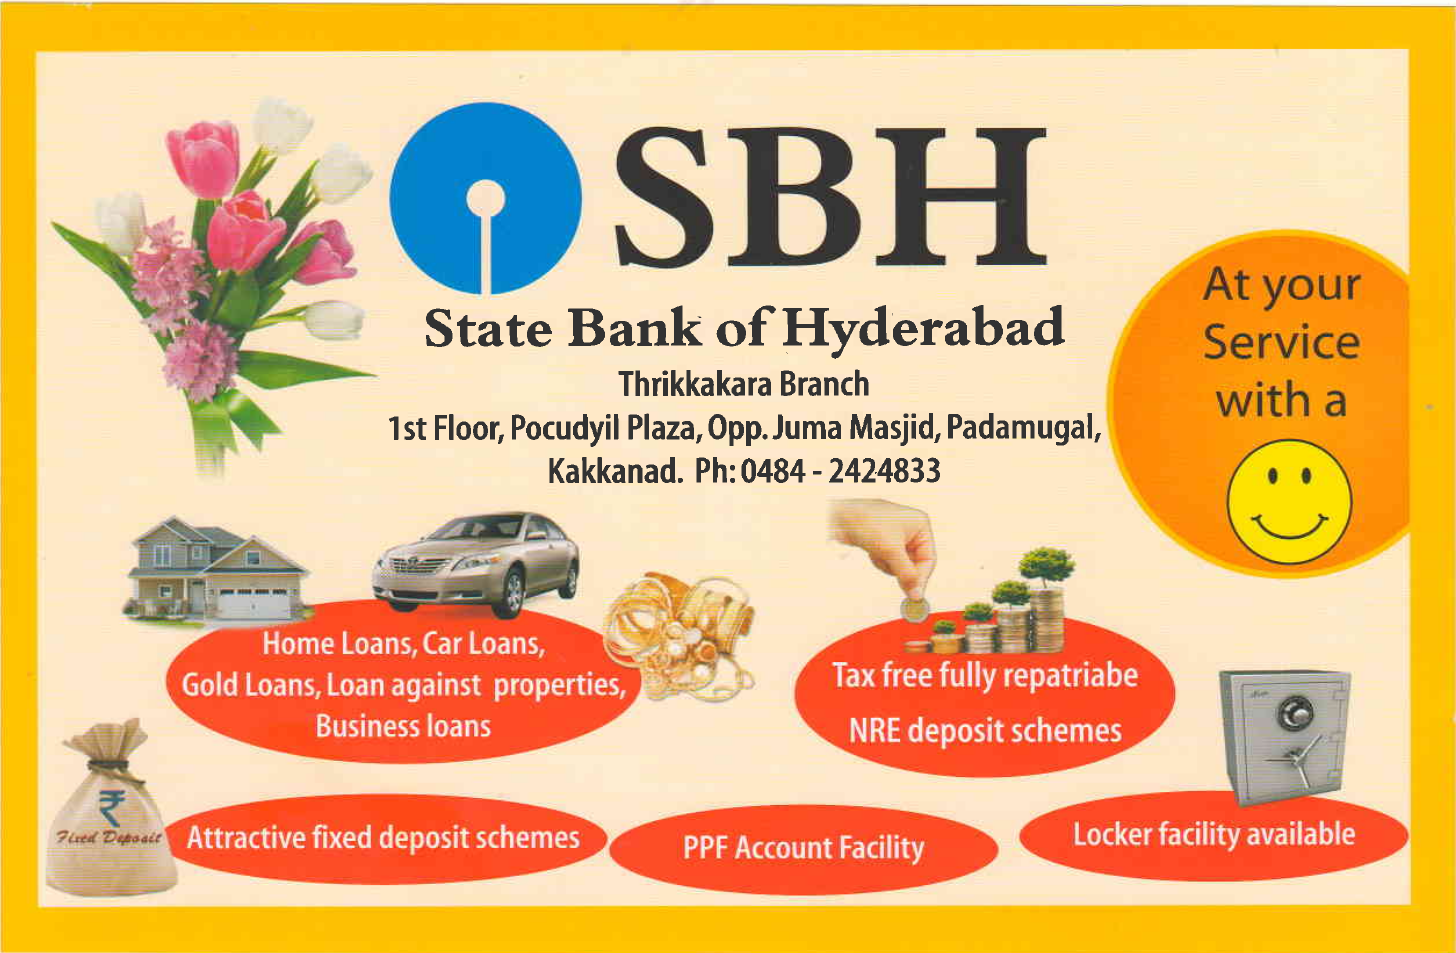 SBH
State Bank of Hyderabad
Thrikkakara Branch
1st Floor, Pocudyil Plaza, Opp. Juma Masjid, Padamugal,
Kakkanad. Ph: 0484 - 2424833
At your
Service
with a
Home Loans, Car Loans,
Gold Loans, Loan against properties,
Business loans
Tax free fully repatriabe
NRE deposit schemes
₹
Fixed Deposit
Attractive fixed deposit schemes
PPF Account Facility
Locker facility available